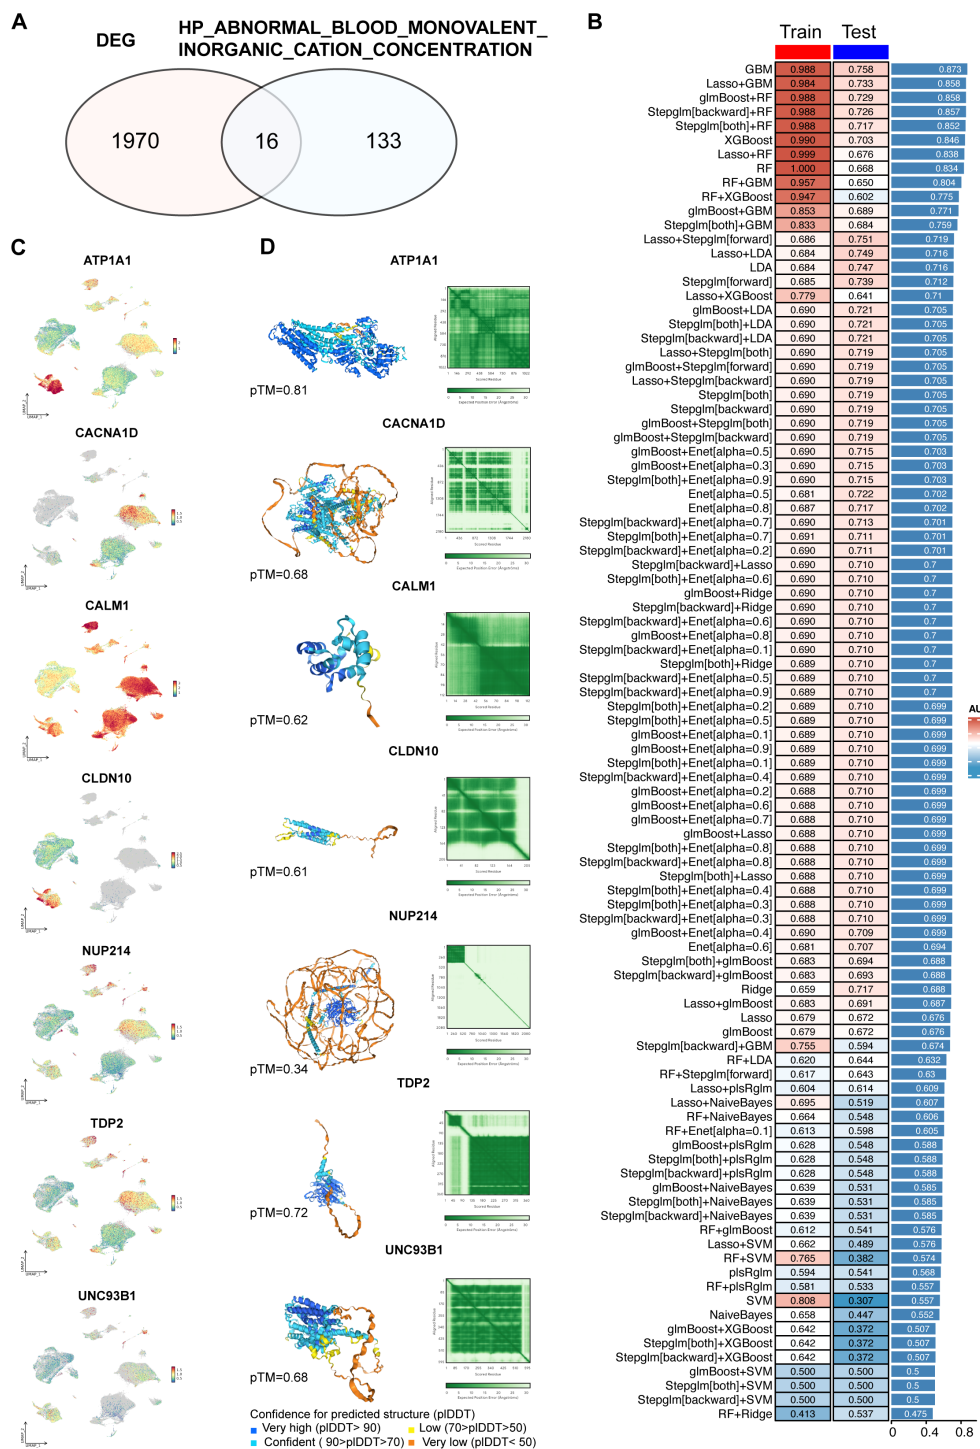 A
DEG
HP_ABNORMAL_BLOOD_MONOVALENT_
INORGANIC_CATION_CONCENTRATION
1970
16
133
B
Train Test
GBM 0.988 0.758 0.873
Lasso+GBM 0.984 0.733 0.858
glmBoost+RF 0.988 0.729 0.858
Stepglm[backward]+RF 0.988 0.726 0.857
Stepglm[both]+RF 0.988 0.717 0.852
XGBoost 0.990 0.703 0.846
Lasso+RF 0.999 0.676 0.838
RF 1.000 0.668 0.834
RF+GBM 0.957 0.650 0.804
RF+XGBoost 0.947 0.602 0.775
glmBoost+GBM 0.853 0.689 0.771
Stepglm[both]+GBM 0.833 0.684 0.759
Lasso+Stepglm[forward] 0.686 0.751 0.719
Lasso+LDA 0.684 0.749 0.716
LDA 0.684 0.747 0.716
Stepglm[forward] 0.685 0.739 0.712
Lasso+XGBoost 0.779 0.641 0.71
glmBoost+LDA 0.690 0.721 0.705
Stepglm[both]+LDA 0.690 0.721 0.705
Stepglm[backward]+LDA 0.690 0.721 0.705
Lasso+Stepglm[both] 0.690 0.719 0.705
glmBoost+Stepglm[forward] 0.690 0.719 0.705
Lasso+Stepglm[backward] 0.690 0.719 0.705
Stepglm[both] 0.690 0.719 0.705
Stepglm[backward] 0.690 0.719 0.705
glmBoost+Stepglm[both] 0.690 0.719 0.705
glmBoost+Stepglm[backward] 0.690 0.719 0.705
glmBoost+Enet[alpha=0.5] 0.690 0.715 0.703
glmBoost+Enet[alpha=0.3] 0.690 0.715 0.703
Stepglm[both]+Enet[alpha=0.9] 0.690 0.715 0.703
Enet[alpha=0.5] 0.681 0.722 0.702
Enet[alpha=0.8] 0.687 0.717 0.702
Stepglm[backward]+Enet[alpha=0.7] 0.690 0.713 0.701
Stepglm[both]+Enet[alpha=0.7] 0.691 0.711 0.701
Stepglm[backward]+Enet[alpha=0.2] 0.690 0.711 0.701
Stepglm[backward]+Lasso 0.690 0.710 0.7
Stepglm[both]+Enet[alpha=0.6] 0.690 0.710 0.7
glmBoost+Ridge 0.690 0.710 0.7
Stepglm[backward]+Ridge 0.690 0.710 0.7
Stepglm[backward]+Enet[alpha=0.6] 0.690 0.710 0.7
glmBoost+Enet[alpha=0.8] 0.690 0.710 0.7
Stepglm[backward]+Enet[alpha=0.1] 0.690 0.710 0.7
Stepglm[both]+Ridge 0.689 0.710 0.7
Stepglm[backward]+Enet[alpha=0.5] 0.689 0.710 0.7
Stepglm[backward]+Enet[alpha=0.9] 0.689 0.710 0.7
Stepglm[both]+Enet[alpha=0.2] 0.689 0.710 0.699
Stepglm[both]+Enet[alpha=0.5] 0.689 0.710 0.699
glmBoost+Enet[alpha=0.1] 0.689 0.710 0.699
glmBoost+Enet[alpha=0.9] 0.689 0.710 0.699
Stepglm[both]+Enet[alpha=0.1] 0.689 0.710 0.699
Stepglm[backward]+Enet[alpha=0.4] 0.689 0.710 0.699
glmBoost+Enet[alpha=0.2] 0.688 0.710 0.699
glmBoost+Enet[alpha=0.6] 0.688 0.710 0.699
glmBoost+Enet[alpha=0.7] 0.688 0.710 0.699
glmBoost+Lasso 0.688 0.710 0.699
Stepglm[both]+Enet[alpha=0.8] 0.688 0.710 0.699
Stepglm[backward]+Enet[alpha=0.8] 0.688 0.710 0.699
Stepglm[both]+Lasso 0.688 0.710 0.699
Stepglm[both]+Enet[alpha=0.4] 0.688 0.710 0.699
Stepglm[both]+Enet[alpha=0.3] 0.688 0.710 0.699
Stepglm[backward]+Enet[alpha=0.3] 0.688 0.710 0.699
glmBoost+Enet[alpha=0.4] 0.690 0.709 0.699
Enet[alpha=0.6] 0.681 0.707 0.694
Stepglm[both]+glmBoost 0.683 0.694 0.688
Stepglm[backward]+glmBoost 0.683 0.693 0.688
Ridge 0.659 0.717 0.688
Lasso+glmBoost 0.683 0.691 0.687
Lasso 0.679 0.672 0.676
glmBoost 0.679 0.672 0.676
Stepglm[backward]+GBM 0.755 0.594 0.674
RF+LDA 0.620 0.644 0.632
RF+Stepglm[forward] 0.617 0.643 0.63
Lasso+plsRglm 0.604 0.614 0.609
Lasso+NaiveBayes 0.695 0.519 0.607
RF+NaiveBayes 0.664 0.548 0.606
RF+Enet[alpha=0.1] 0.613 0.598 0.605
glmBoost+plsRglm 0.628 0.548 0.588
Stepglm[both]+plsRglm 0.628 0.548 0.588
Stepglm[backward]+plsRglm 0.628 0.548 0.588
glmBoost+NaiveBayes 0.639 0.531 0.585
Stepglm[both]+NaiveBayes 0.639 0.531 0.585
Stepglm[backward]+NaiveBayes 0.639 0.531 0.585
RF+glmBoost 0.612 0.541 0.576
Lasso+SVM 0.662 0.489 0.576
RF+SVM 0.765 0.382 0.574
plsRglm 0.594 0.541 0.568
RF+plsRglm 0.581 0.533 0.557
SVM 0.808 0.307 0.557
NaiveBayes 0.658 0.447 0.552
glmBoost+XGBoost 0.642 0.372 0.507
Stepglm[both]+XGBoost 0.642 0.372 0.507
Stepglm[backward]+XGBoost 0.642 0.372 0.507
glmBoost+SVM 0.500 0.500 0.5
Stepglm[both]+SVM 0.500 0.500 0.5
Stepglm[backward]+SVM 0.500 0.500 0.5
RF+Ridge 0.413 0.537 0.475
0 0.4 0.8
AU
C
ATP1A1
UMAP_1
UMAP_2
CACNA1D
CALM1
CLDN10
NUP214
TDP2
UNC93B1
D
ATP1A1
pTM=0.81
Scored Residue
Aligned Residue
Expected Position Error (Ångströms)
CACNA1D
pTM=0.68
CALM1
pTM=0.62
CLDN10
pTM=0.61
NUP214
pTM=0.34
TDP2
pTM=0.72
UNC93B1
pTM=0.68
Confidence for predicted structure (plDDT)
Very high (plDDT> 90)
Low (70>plDDT>50)
Confident ( 90>plDDT>70)
Very low (plDDT< 50)